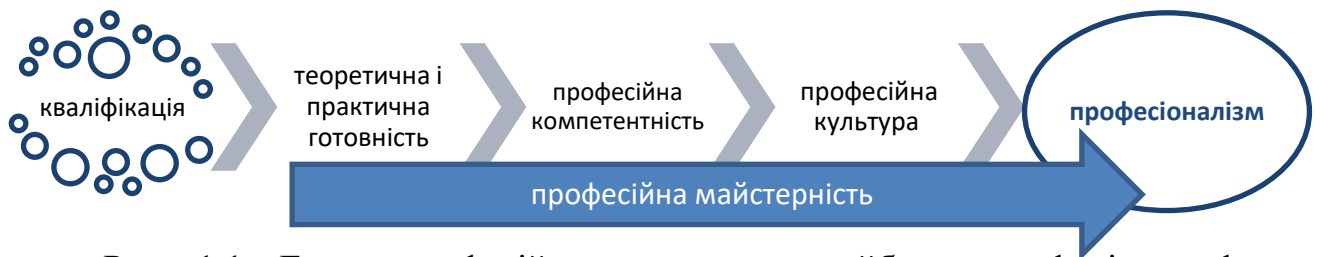 кваліфікація
теоретична і
практична
готовність
професійна
компетентність
професійна
культура
професіоналізм
професійна майстерність